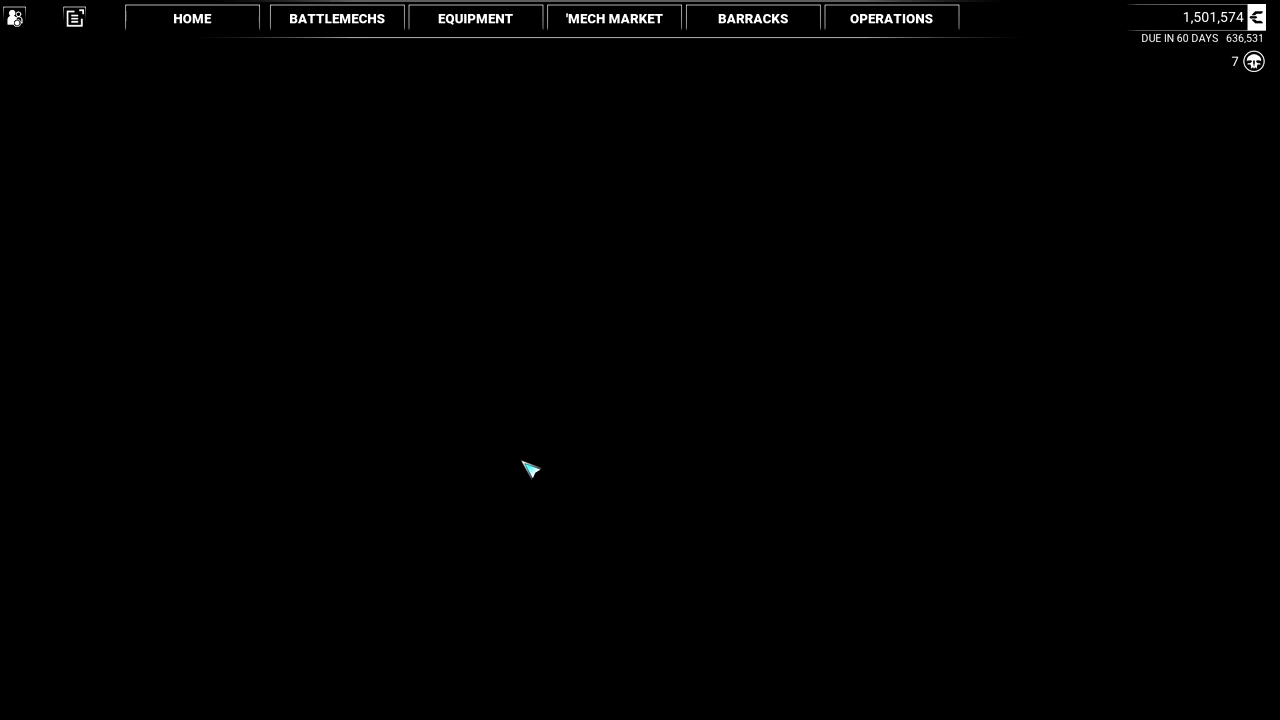 HOME
BATTLEMECHS
EQUIPMENT
'MECH MARKET
BARRACKS
OPERATIONS
1,501,574
DUE IN 60 DAYS 636,531
7